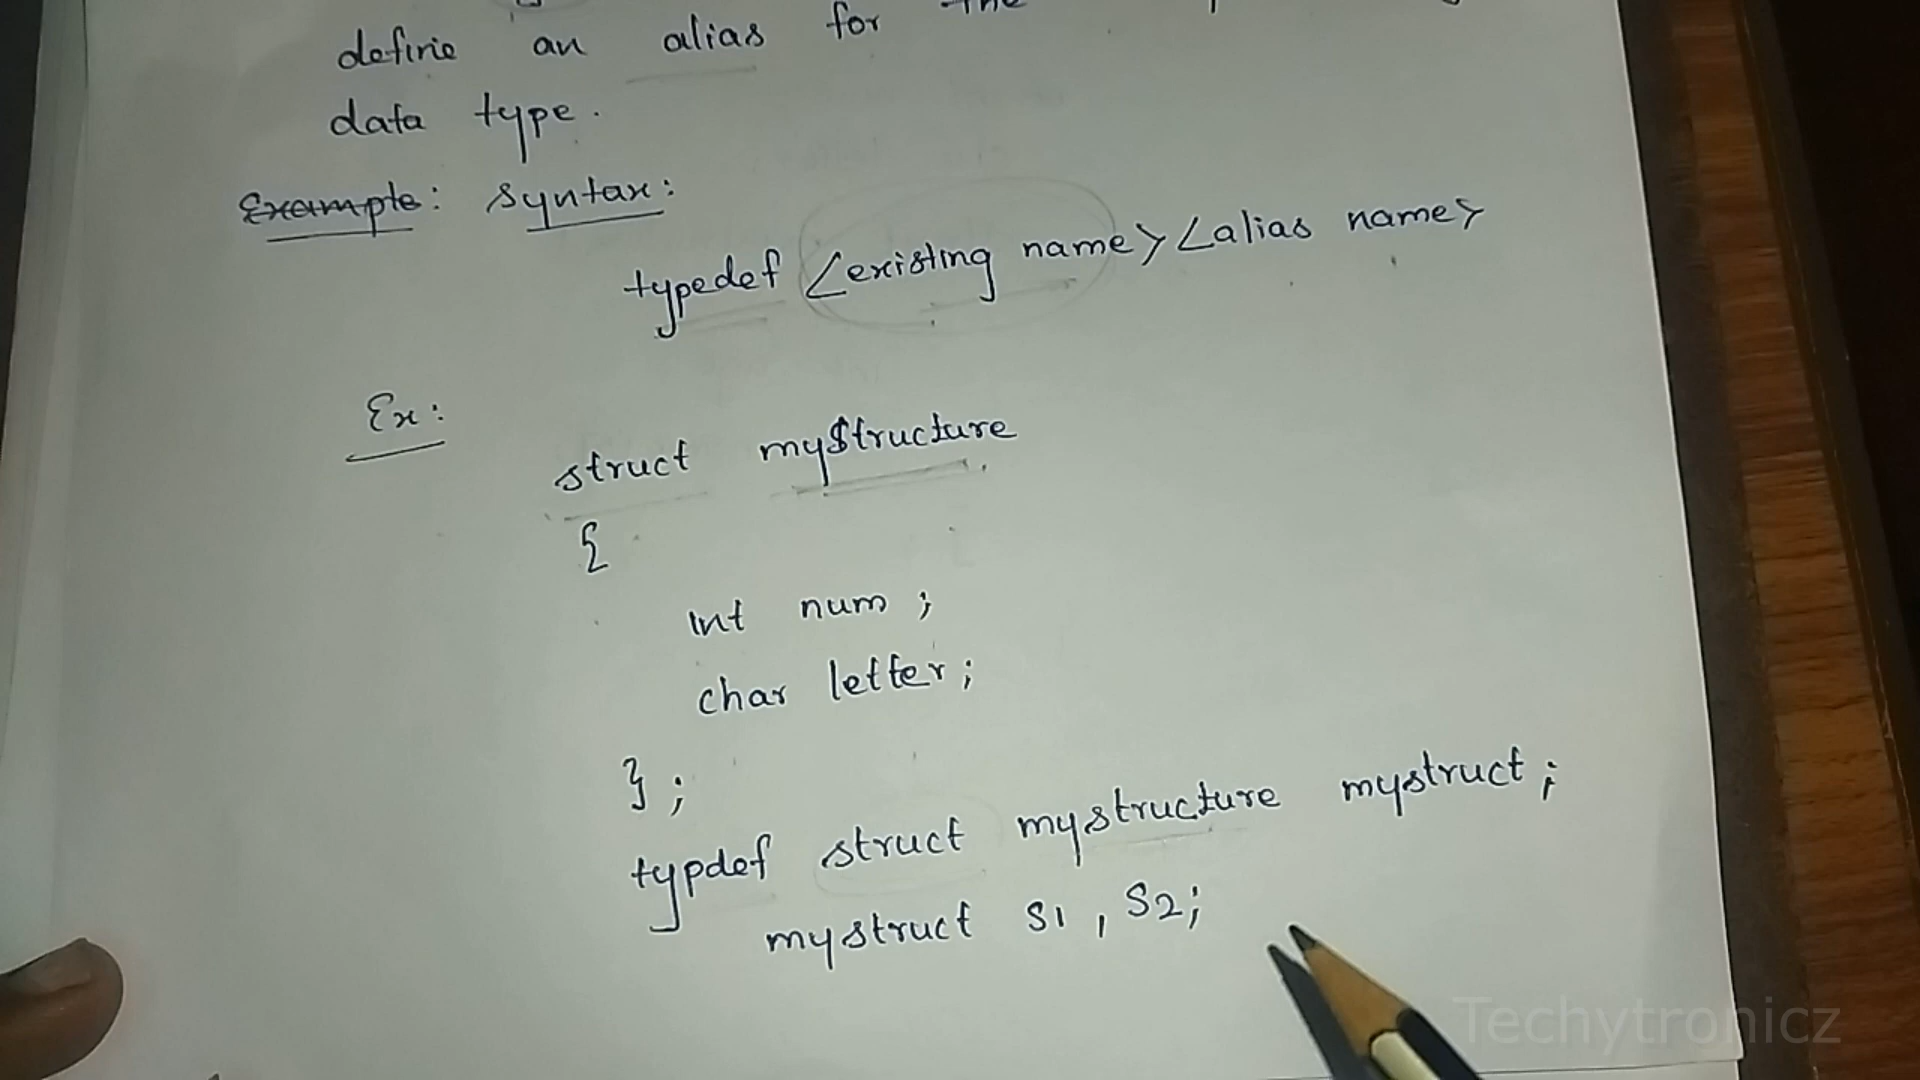 define an alias for the
data type.
Example: Syntax:
typedef <existing name> <alias name>
Ex:
struct mystructure
{
int num ;
char letter ;
} ;
typdef struct mystructure mystruct ;
mystruct S1 , S2;
Techytronicz